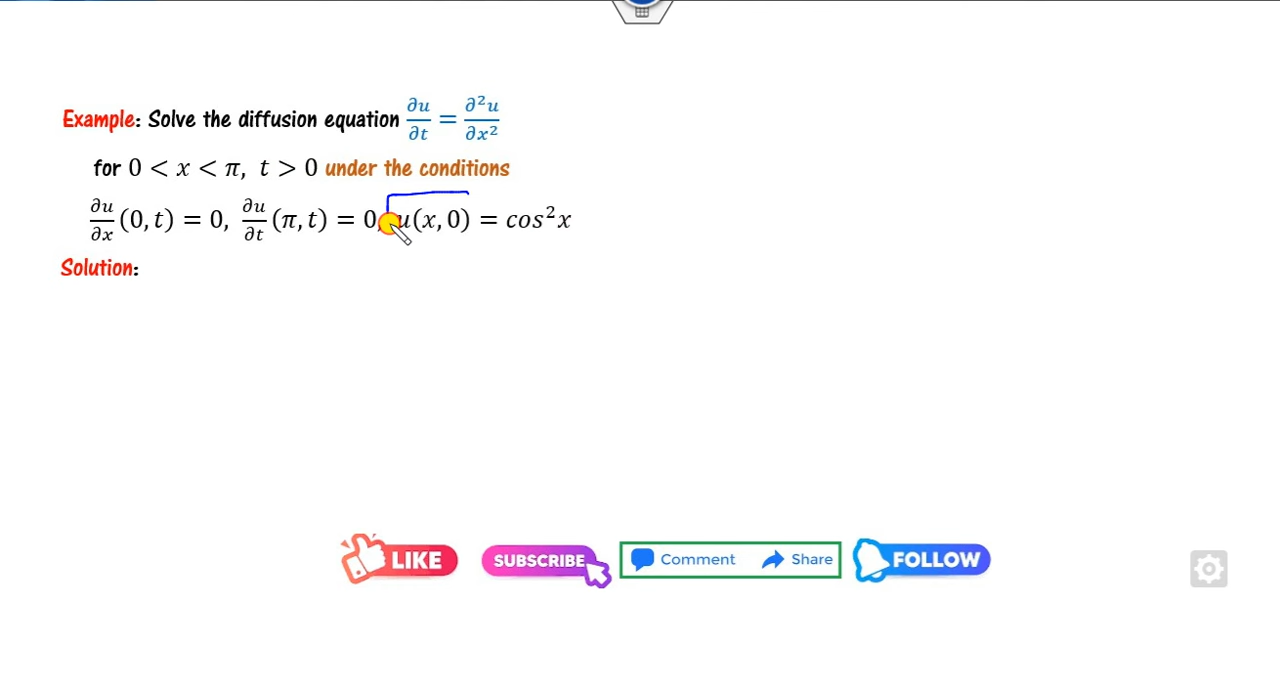 Example: Solve the diffusion equation ∂u/∂t = ∂²u/∂x²
for 0 < x < π, t > 0 under the conditions
∂u/∂x (0, t) = 0, ∂u/∂t (π, t) = 0, u(x, 0) = cos²x
Solution:
LIKE SUBSCRIBE Comment Share FOLLOW